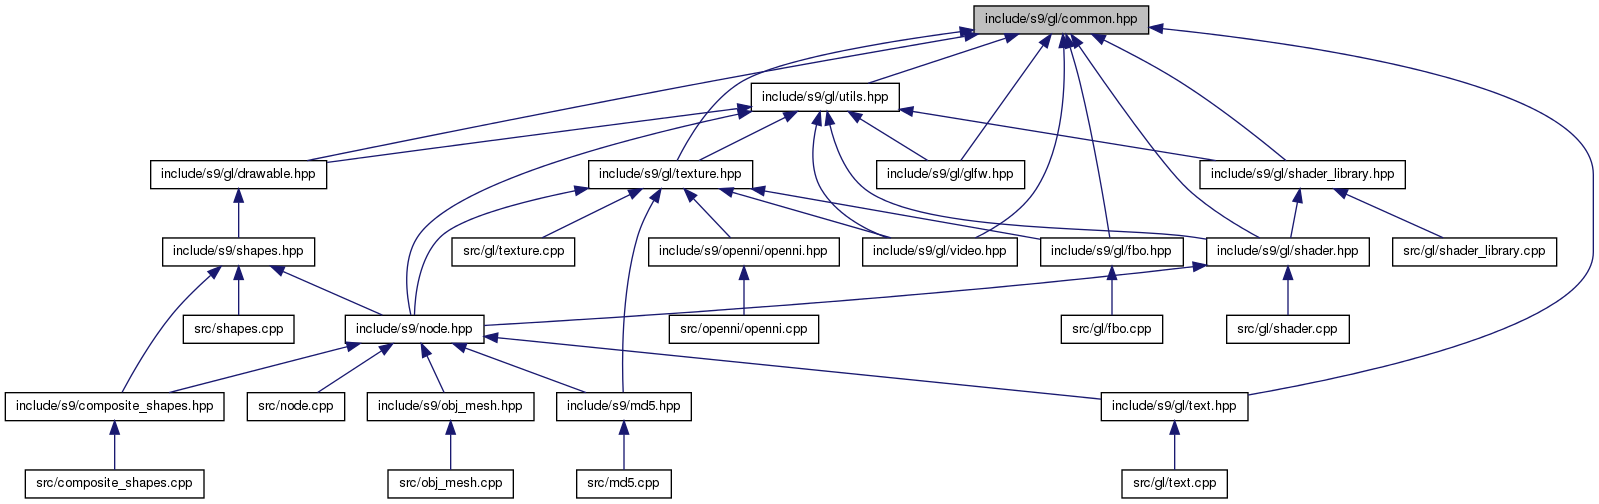 include/s9/gl/common.hpp
include/s9/gl/utils.hpp
include/s9/gl/drawable.hpp
include/s9/gl/texture.hpp
include/s9/gl/glfw.hpp
include/s9/gl/shader_library.hpp
include/s9/shapes.hpp
src/gl/texture.cpp
include/s9/openni/openni.hpp
include/s9/gl/video.hpp
include/s9/gl/fbo.hpp
include/s9/gl/shader.hpp
src/gl/shader_library.cpp
src/shapes.cpp
include/s9/node.hpp
src/openni/openni.cpp
src/gl/fbo.cpp
src/gl/shader.cpp
include/s9/composite_shapes.hpp
src/node.cpp
include/s9/obj_mesh.hpp
include/s9/md5.hpp
include/s9/gl/text.hpp
src/composite_shapes.cpp
src/obj_mesh.cpp
src/md5.cpp
src/gl/text.cpp